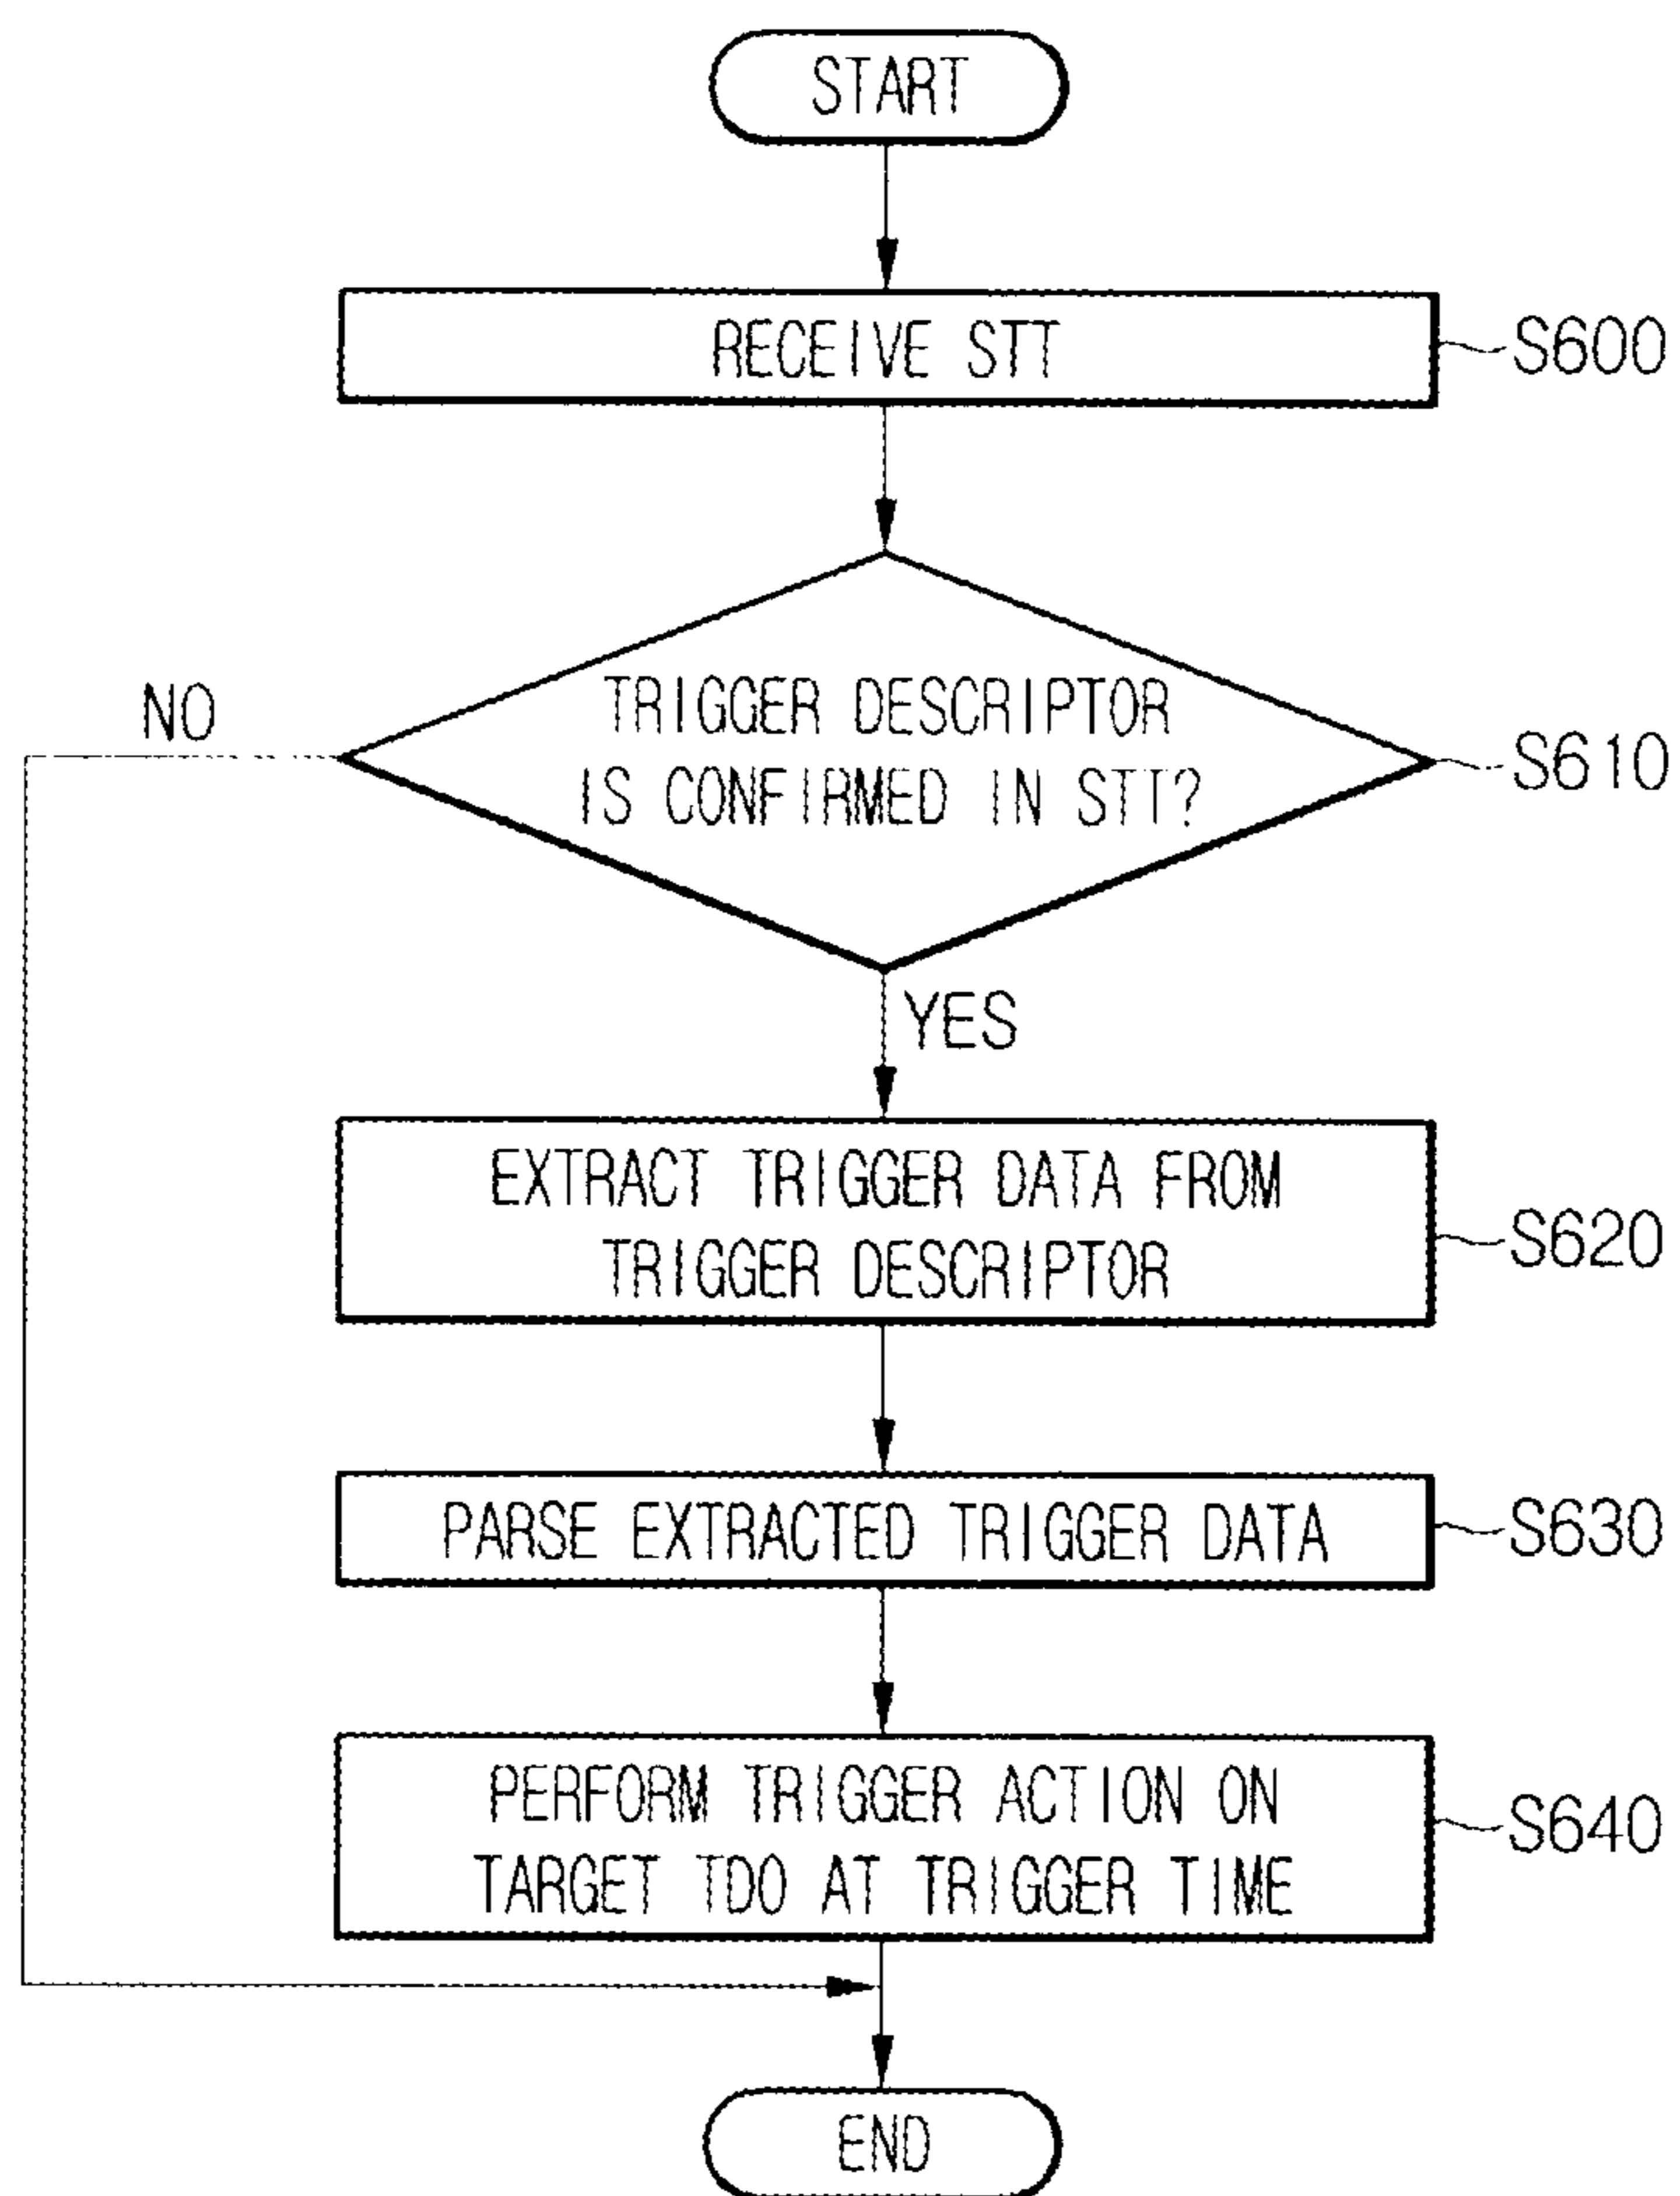 START
RECEIVE STT
S600
NO
TRIGGER DESCRIPTOR
IS CONFIRMED IN STT?
S610
YES
EXTRACT TRIGGER DATA FROM
TRIGGER DESCRIPTOR
S620
PARSE EXTRACTED TRIGGER DATA
S630
PERFORM TRIGGER ACTION ON
TARGET TDO AT TRIGGER TIME
S640
END